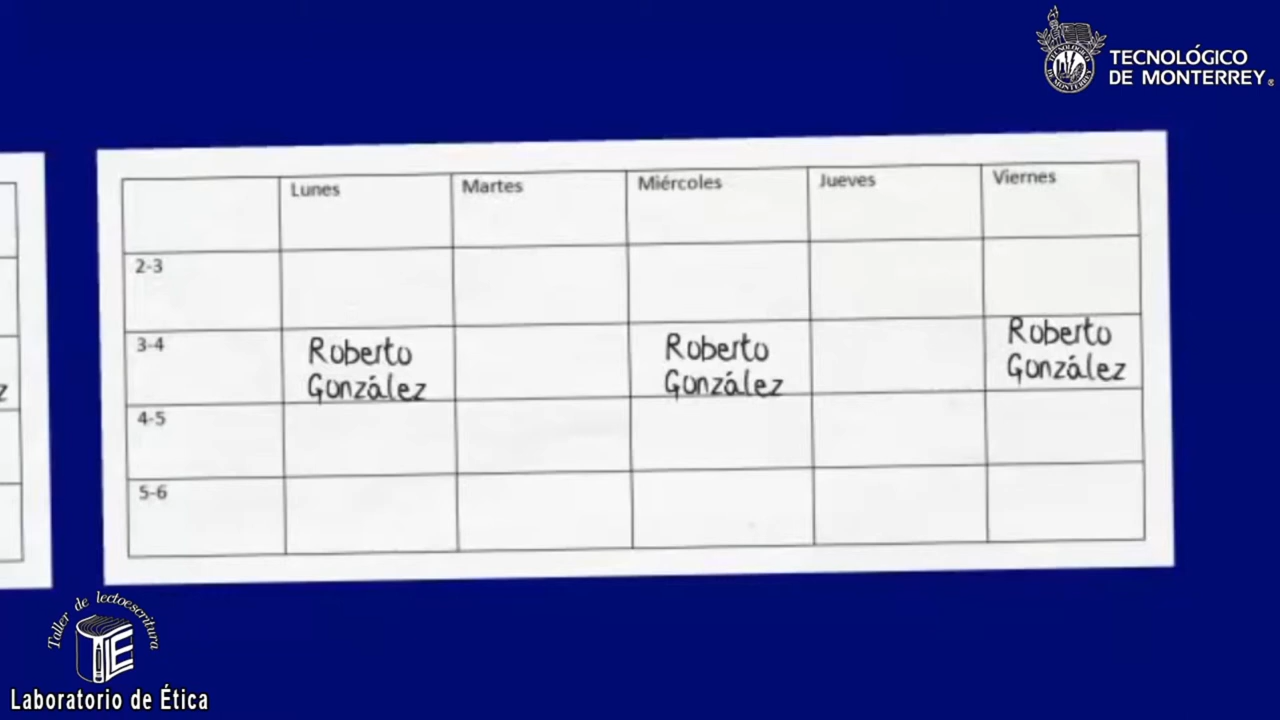 TECNOLÓGICO
DE MONTERREY®
Lunes Martes Miércoles Jueves Viernes
2-3
3-4 Roberto González Roberto González Roberto González
4-5
5-6
Taller de lectoescritura
LE
Laboratorio de Ética